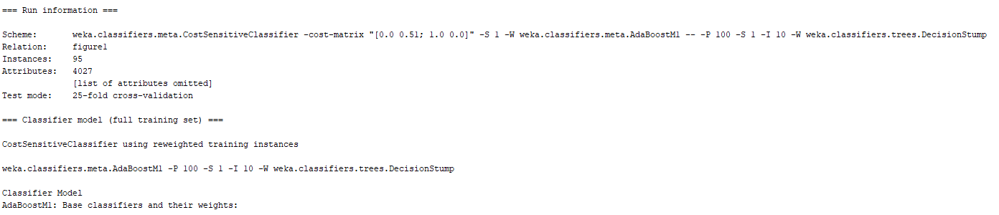 === Run information ===
Scheme: weka.classifiers.meta.CostSensitiveClassifier -cost-matrix "[0.0 0.51; 1.0 0.0]" -S 1 -W weka.classifiers.meta.AdaBoostM1 -- -P 100 -S 1 -I 10 -W weka.classifiers.trees.DecisionStump
Relation: figure1
Instances: 95
Attributes: 4027
[list of attributes omitted]
Test mode: 25-fold cross-validation
=== Classifier model (full training set) ===
CostSensitiveClassifier using reweighted training instances
weka.classifiers.meta.AdaBoostM1 -P 100 -S 1 -I 10 -W weka.classifiers.trees.DecisionStump
Classifier Model
AdaBoostM1: Base classifiers and their weights: